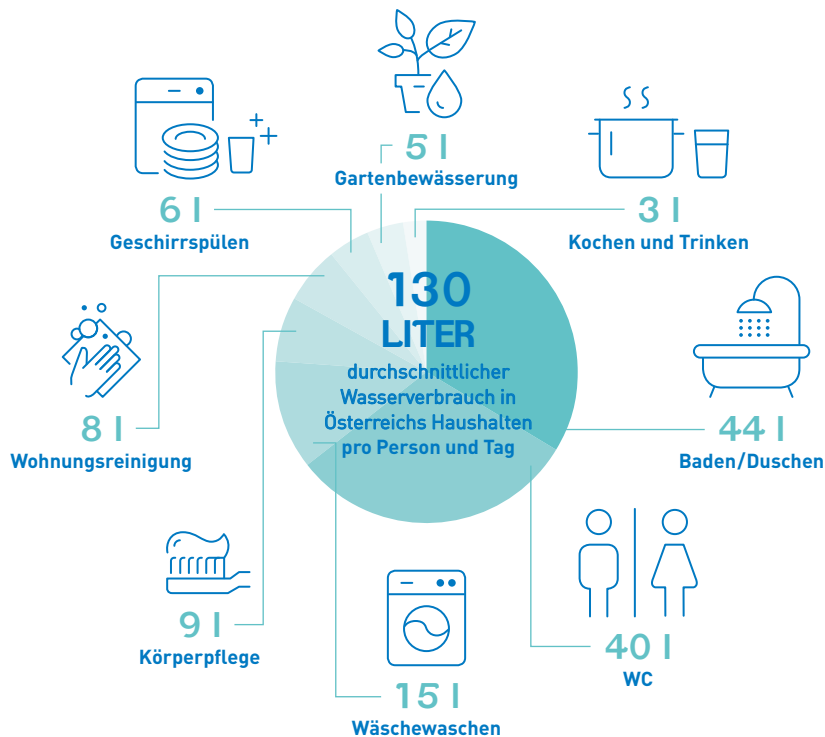 5 l
Gartenbewässerung
3 l
Kochen und Trinken
6 l
Geschirrspülen
130
LITER
durchschnittlicher
Wasserverbrauch in
Österreichs Haushalten
pro Person und Tag
8 l
Wohnungsreinigung
44 l
Baden/Duschen
9 l
Körperpflege
40 l
WC
15 l
Wäschewaschen